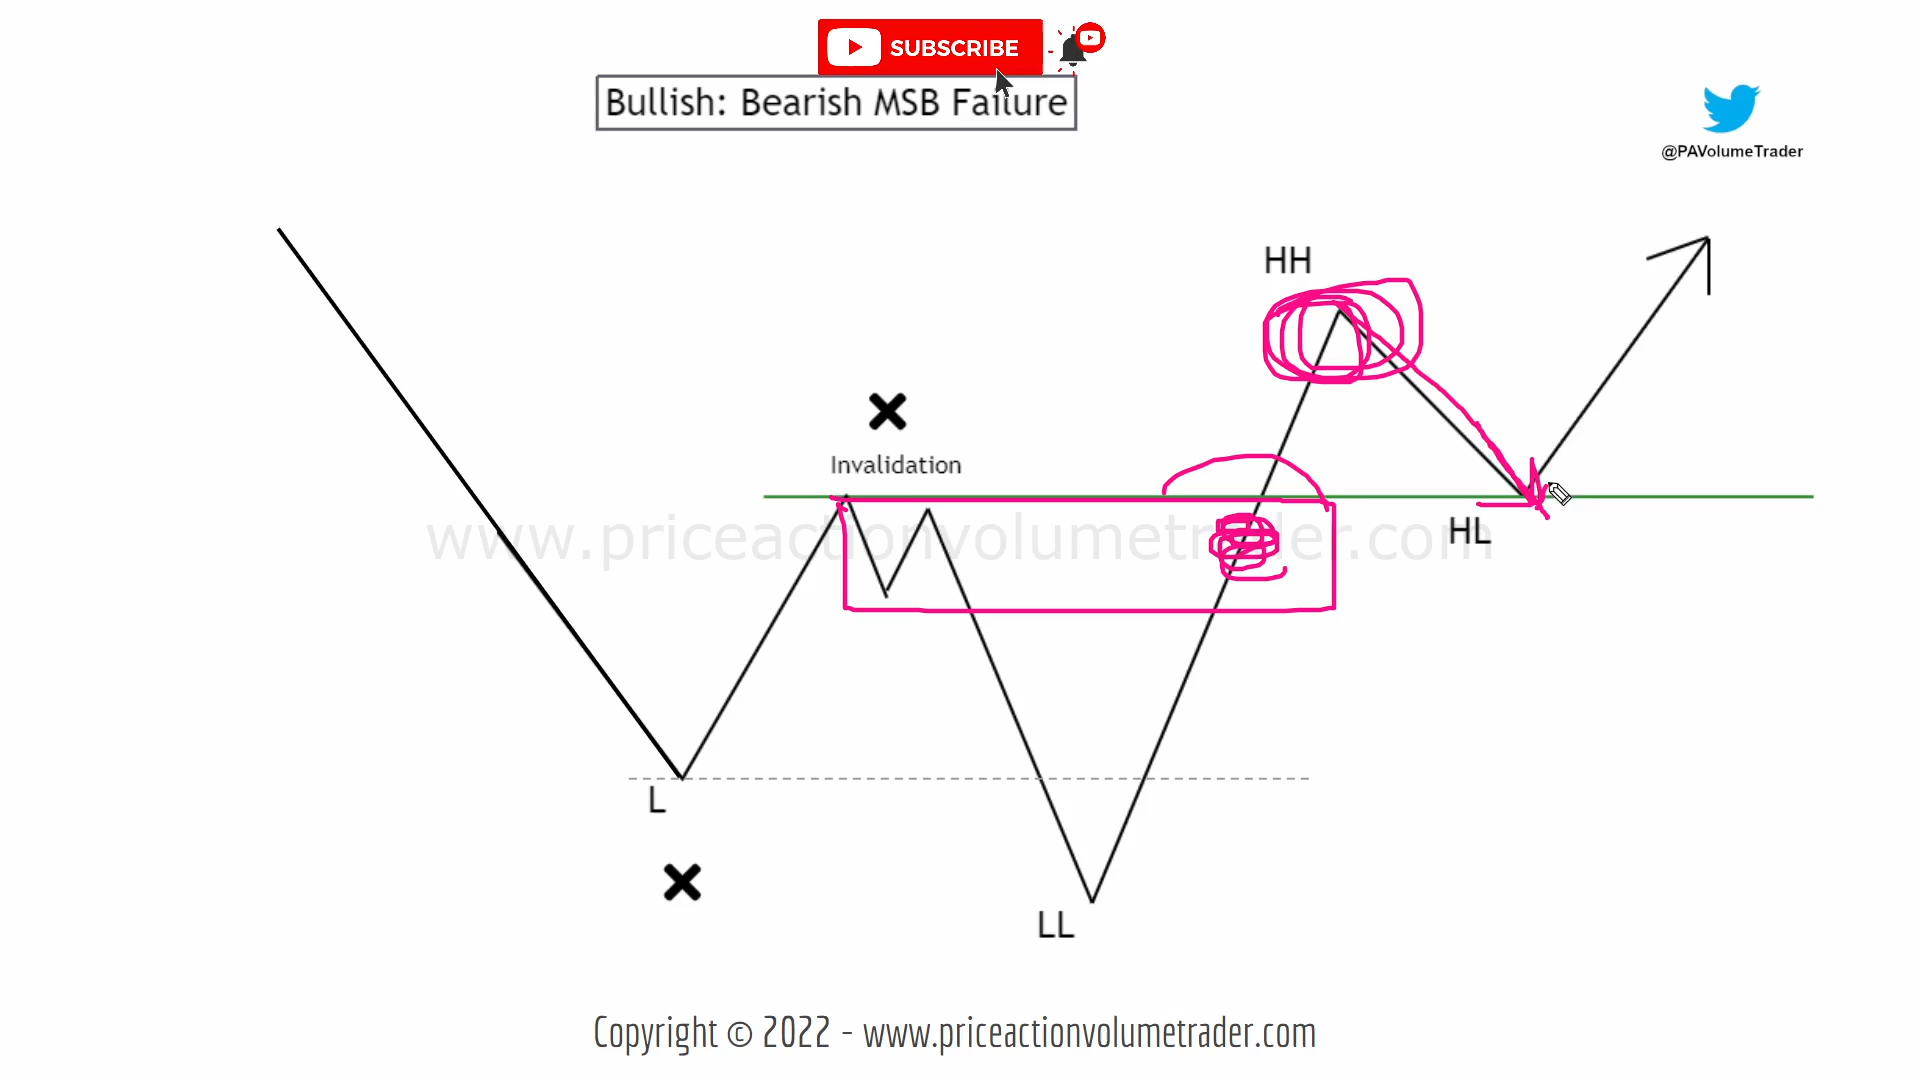 SUBSCRIBE
Bullish: Bearish MSB Failure
@PAVolumeTrader
HH
Invalidation
HL
www.priceactionvolumetrader.com
L
LL
Copyright © 2022 - www.priceactionvolumetrader.com